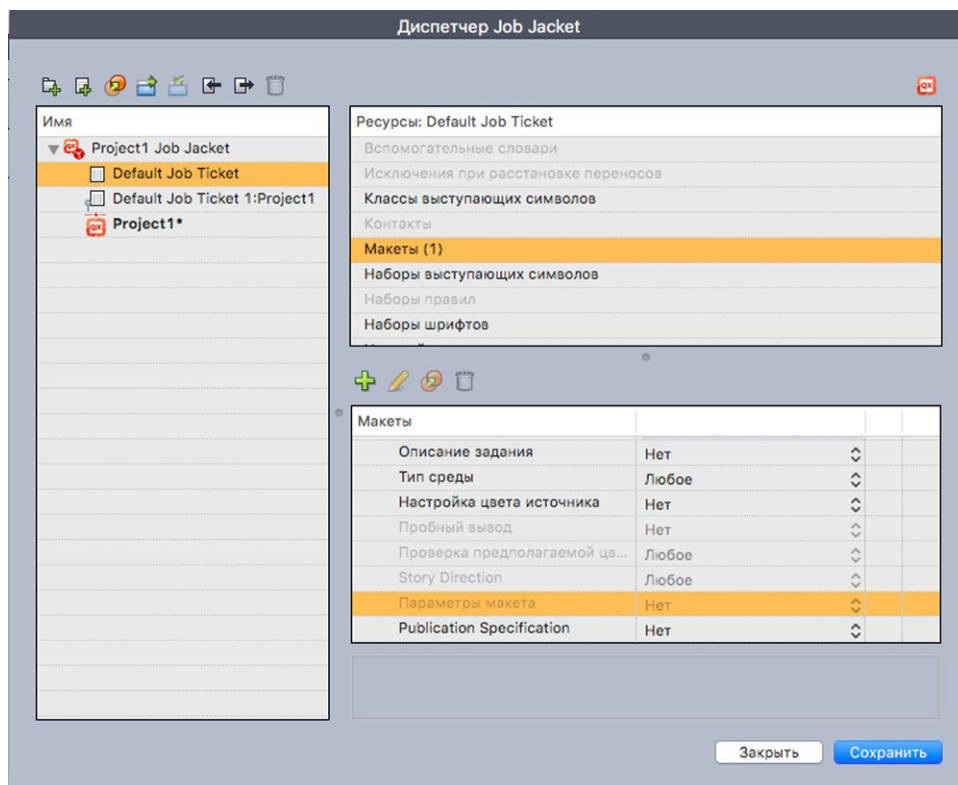 Диспетчер Job Jacket
Имя
Project1 Job Jacket
Default Job Ticket
Default Job Ticket 1:Project1
Project1*
Ресурсы: Default Job Ticket
Вспомогательные словари
Исключения при расстановке переносов
Классы выступающих символов
Контакты
Макеты (1)
Наборы выступающих символов
Наборы правил
Наборы шрифтов
Макеты
Описание задания Нет
Тип среды Любое
Настройка цвета источника Нет
Пробный вывод Нет
Проверка предполагаемой цв... Любое
Story Direction Любое
Параметры макета Нет
Publication Specification Нет
Закрыть Сохранить